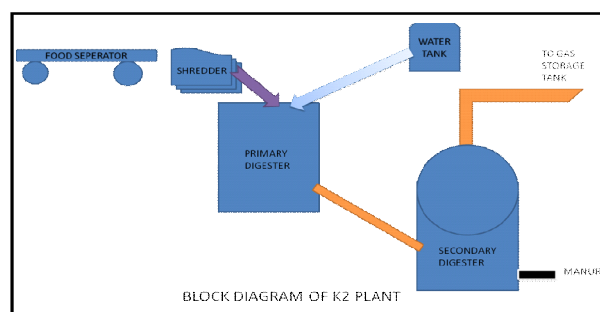 FOOD SEPERATOR
SHREDDER
WATER
TANK
TO GAS
STORAGE
TANK
PRIMARY
DIGESTER
SECONDARY
DIGESTER
MANUR
BLOCK DIAGRAM OF K2 PLANT